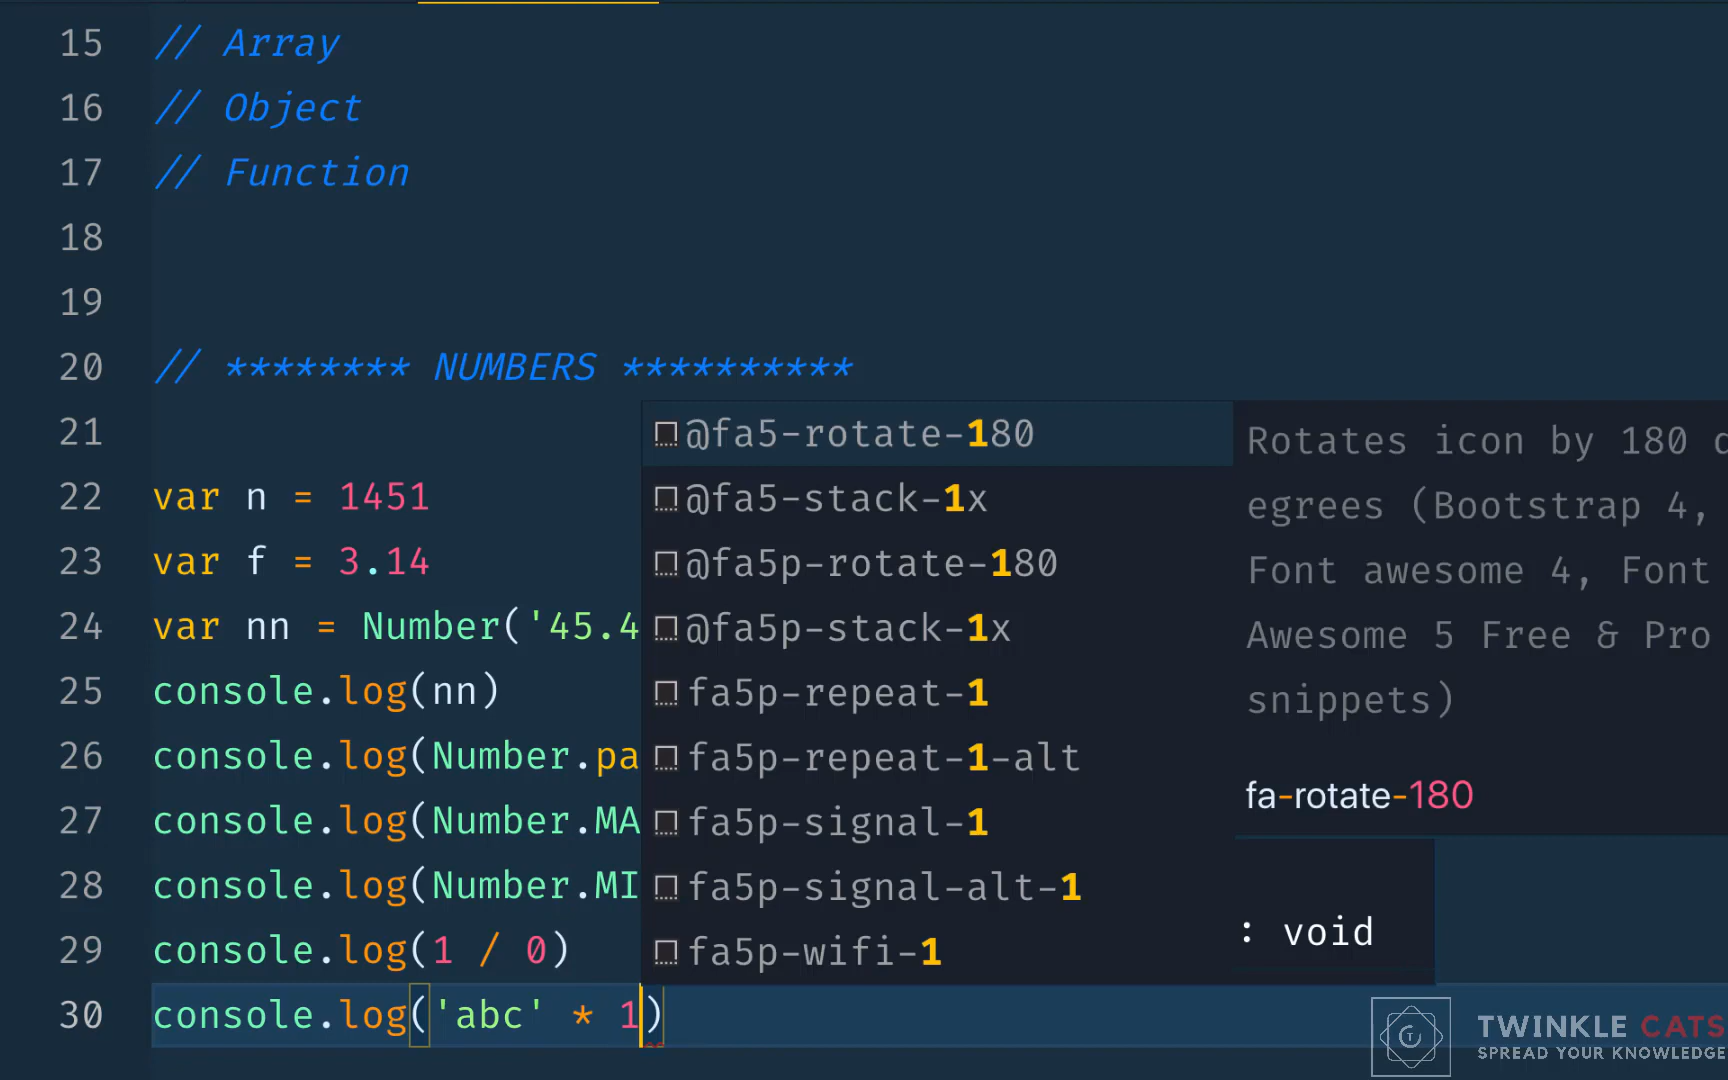 15 // Array
16 // Object
17 // Function
18
19
20 // ******** NUMBERS **********
21
22 var n = 1451
23 var f = 3.14
24 var nn = Number('45.4
25 console.log(nn)
26 console.log(Number.pa
27 console.log(Number.MA
28 console.log(Number.MI
29 console.log(1 / 0)
30 console.log('abc' * 1)
@fa5-rotate-180
@fa5-stack-1x
@fa5p-rotate-180
@fa5p-stack-1x
fa5p-repeat-1
fa5p-repeat-1-alt
fa5p-signal-1
fa5p-signal-alt-1
fa5p-wifi-1
Rotates icon by 180 d
egrees (Bootstrap 4,
Font awesome 4, Font
Awesome 5 Free & Pro
snippets)
fa-rotate-180
: void
TWINKLE CATS
SPREAD YOUR KNOWLEDGE